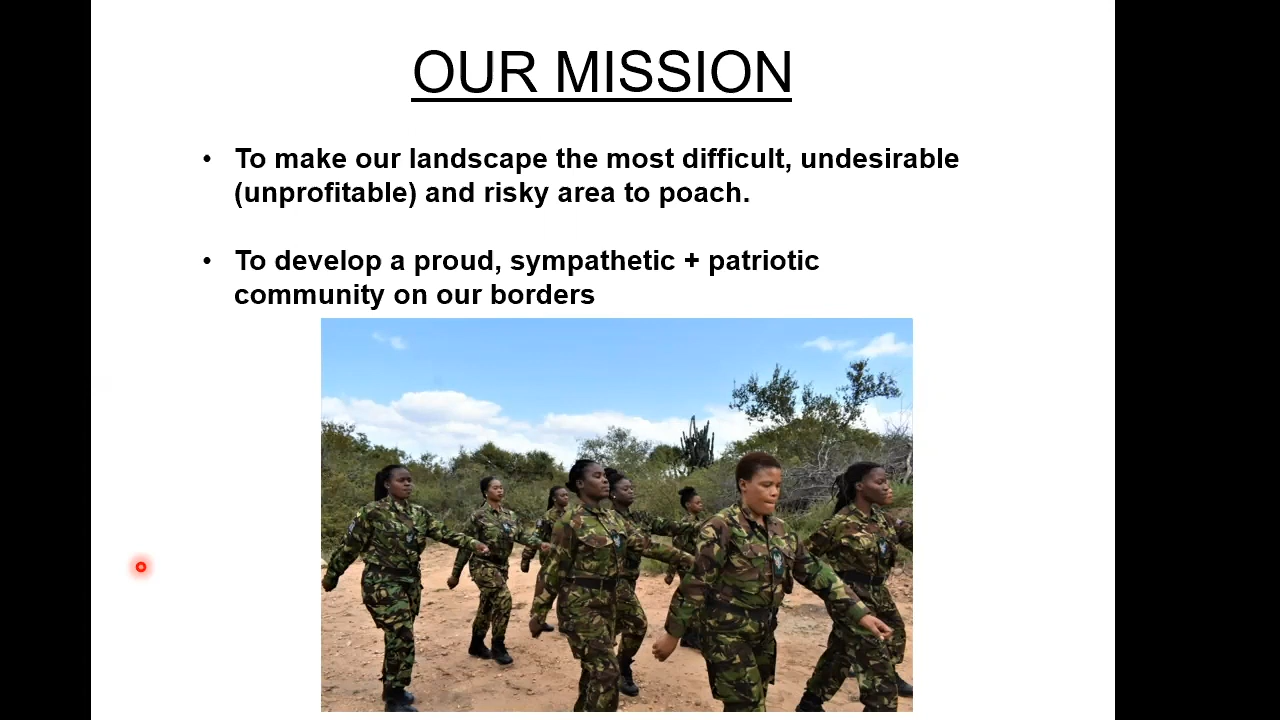 OUR MISSION
• To make our landscape the most difficult, undesirable
(unprofitable) and risky area to poach.
• To develop a proud, sympathetic + patriotic
community on our borders